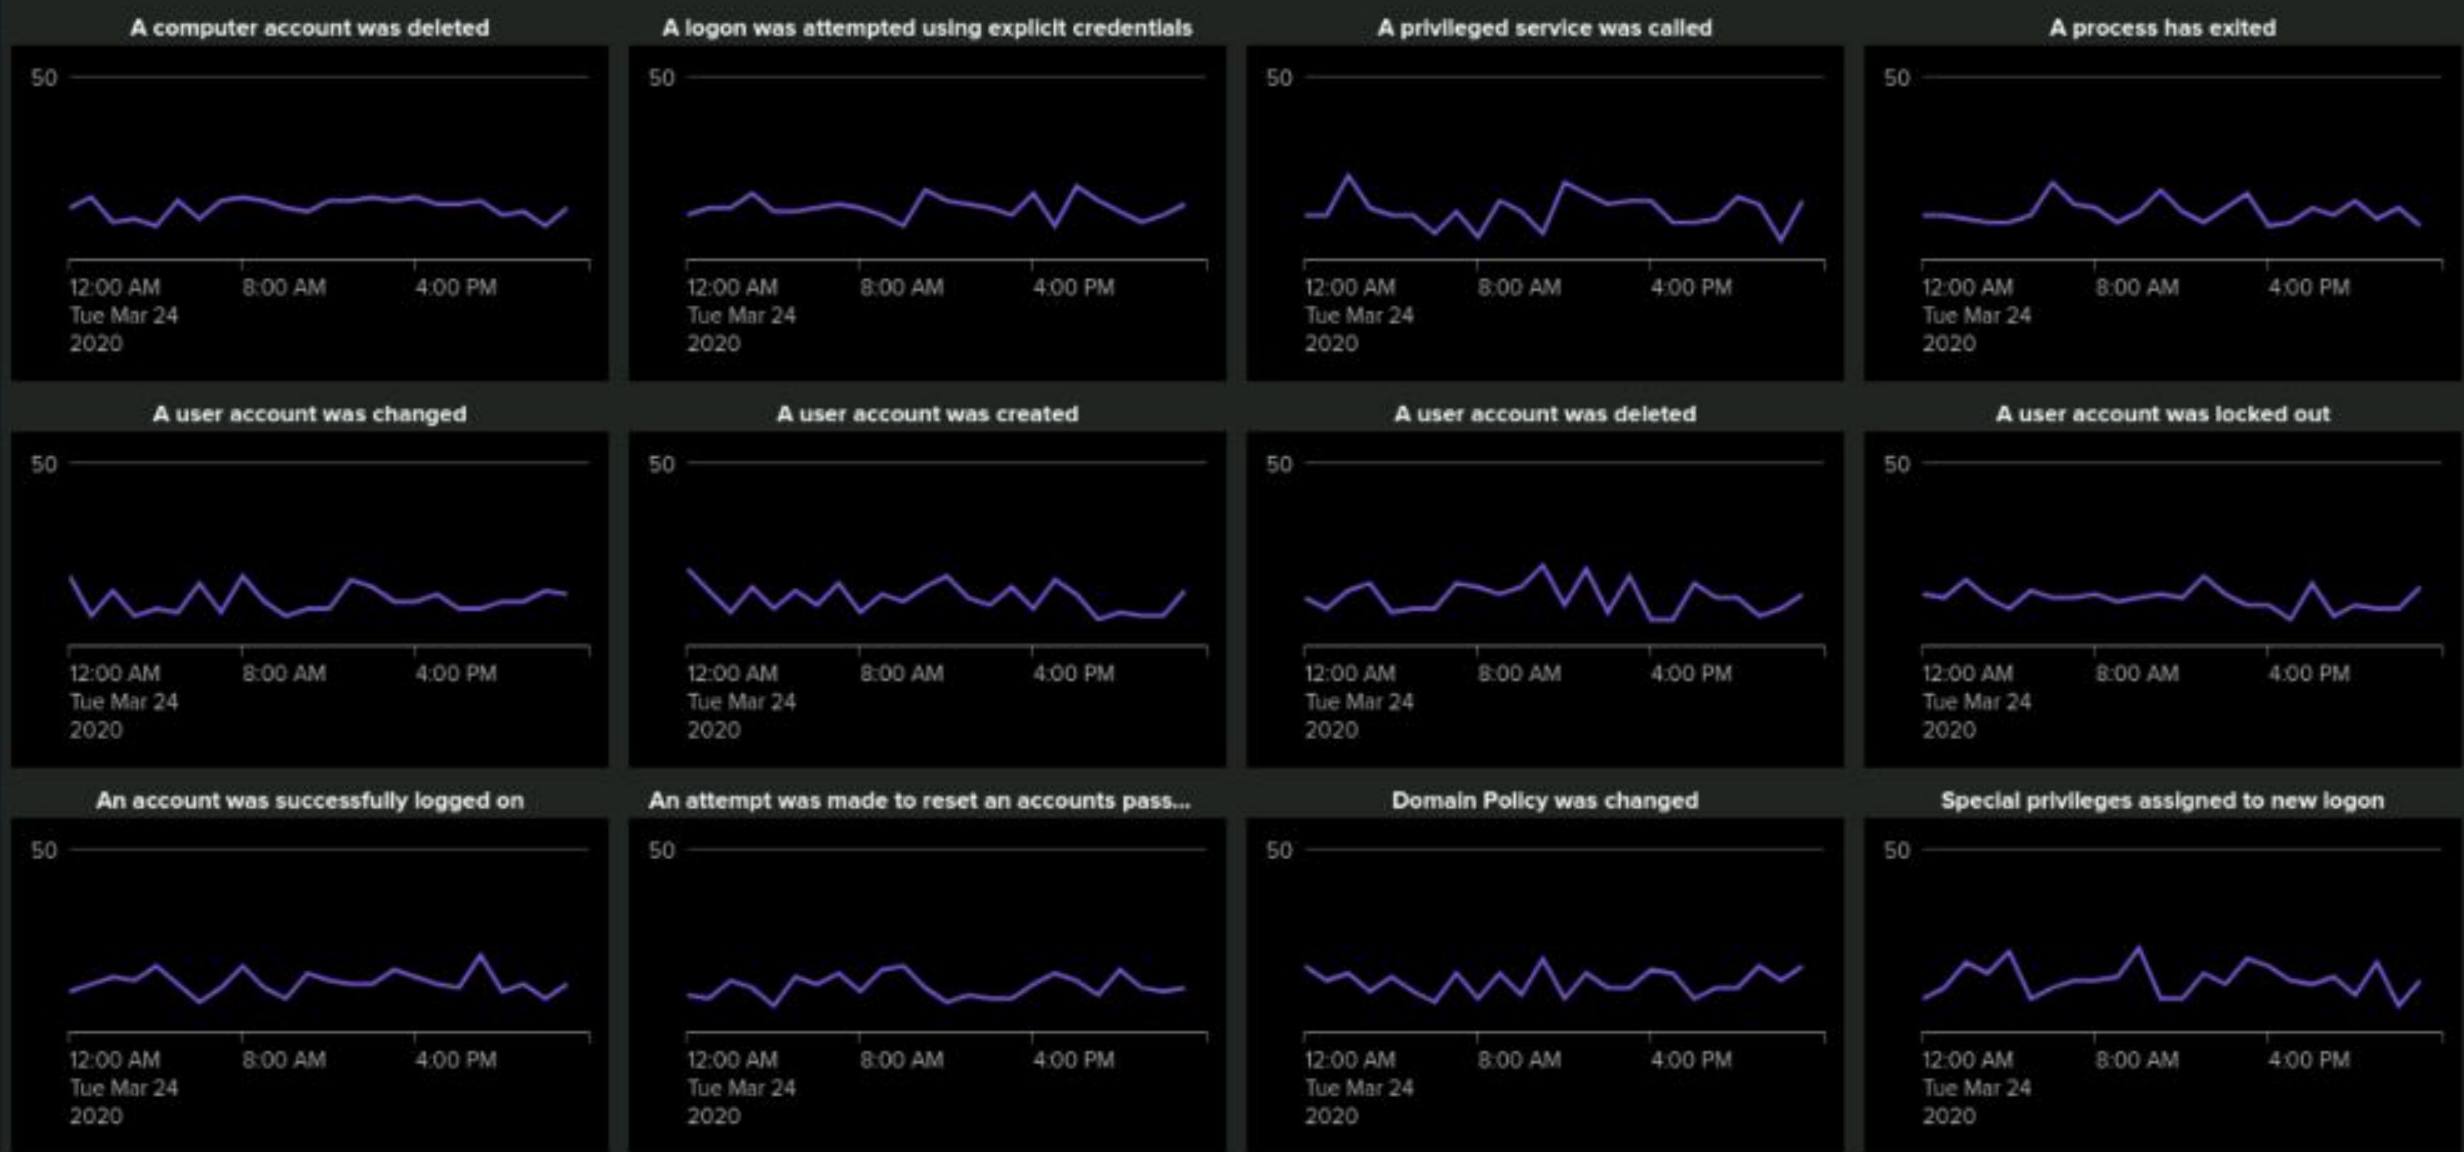 A computer account was deleted
50
12:00 AM
8:00 AM
4:00 PM
Tue Mar 24
2020
A logon was attempted using explicit credentials
50
12:00 AM
8:00 AM
4:00 PM
Tue Mar 24
2020
A privileged service was called
50
12:00 AM
8:00 AM
4:00 PM
Tue Mar 24
2020
A process has exited
50
12:00 AM
8:00 AM
4:00 PM
Tue Mar 24
2020
A user account was changed
50
12:00 AM
8:00 AM
4:00 PM
Tue Mar 24
2020
A user account was created
50
12:00 AM
8:00 AM
4:00 PM
Tue Mar 24
2020
A user account was deleted
50
12:00 AM
8:00 AM
4:00 PM
Tue Mar 24
2020
A user account was locked out
50
12:00 AM
8:00 AM
4:00 PM
Tue Mar 24
2020
An account was successfully logged on
50
12:00 AM
8:00 AM
4:00 PM
Tue Mar 24
2020
An attempt was made to reset an accounts pass...
50
12:00 AM
8:00 AM
4:00 PM
Tue Mar 24
2020
Domain Policy was changed
50
12:00 AM
8:00 AM
4:00 PM
Tue Mar 24
2020
Special privileges assigned to new logon
50
12:00 AM
8:00 AM
4:00 PM
Tue Mar 24
2020